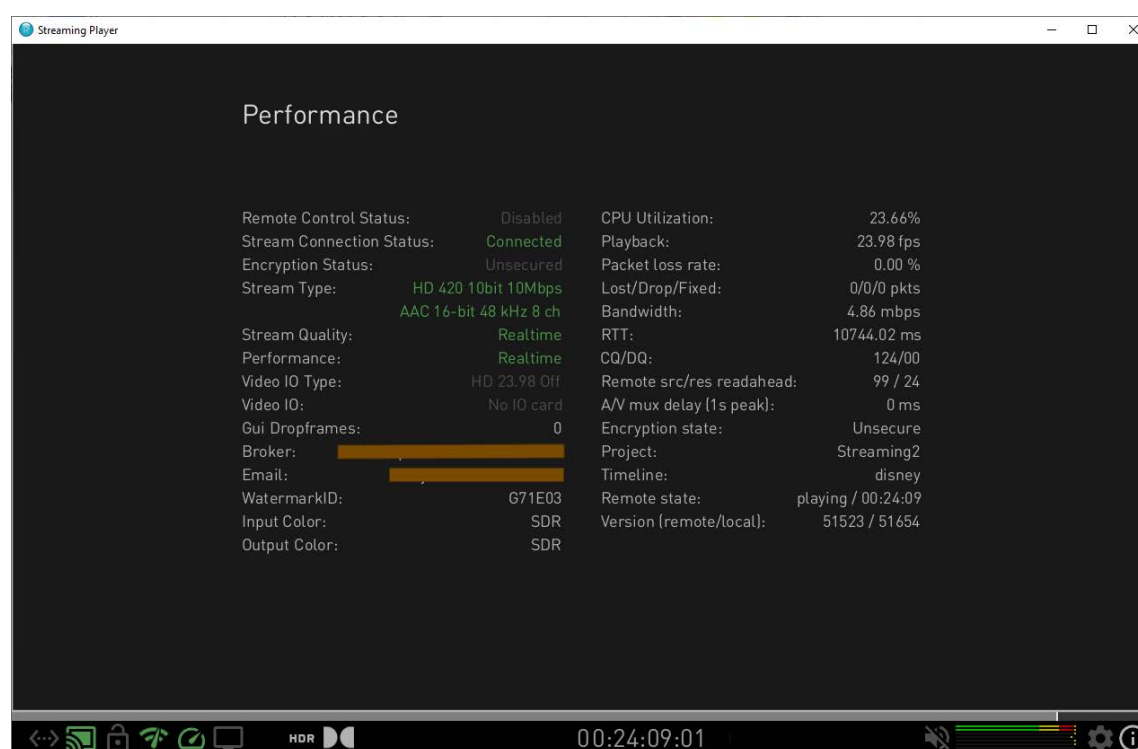 Streaming Player
Performance
Remote Control Status: Disabled
Stream Connection Status: Connected
Encryption Status: Unsecured
Stream Type: HD 420 10bit 10Mbps
AAC 16-bit 48 kHz 8 ch
Stream Quality: Realtime
Performance: Realtime
Video IO Type: HD 23.98 Off
Video IO: No IO card
Gui Dropframes: 0
Broker:
Email:
WatermarkID: G71E03
Input Color: SDR
Output Color: SDR
CPU Utilization: 23.66%
Playback: 23.98 fps
Packet loss rate: 0.00 %
Lost/Drop/Fixed: 0/0/0 pkts
Bandwidth: 4.86 mbps
RTT: 10744.02 ms
CQ/DQ: 124/00
Remote src/res readahead: 99 / 24
A/V mux delay (1s peak): 0 ms
Encryption state: Unsecure
Project: Streaming2
Timeline: disney
Remote state: playing / 00:24:09
Version (remote/local): 51523 / 51654
HDR
00:24:09:01